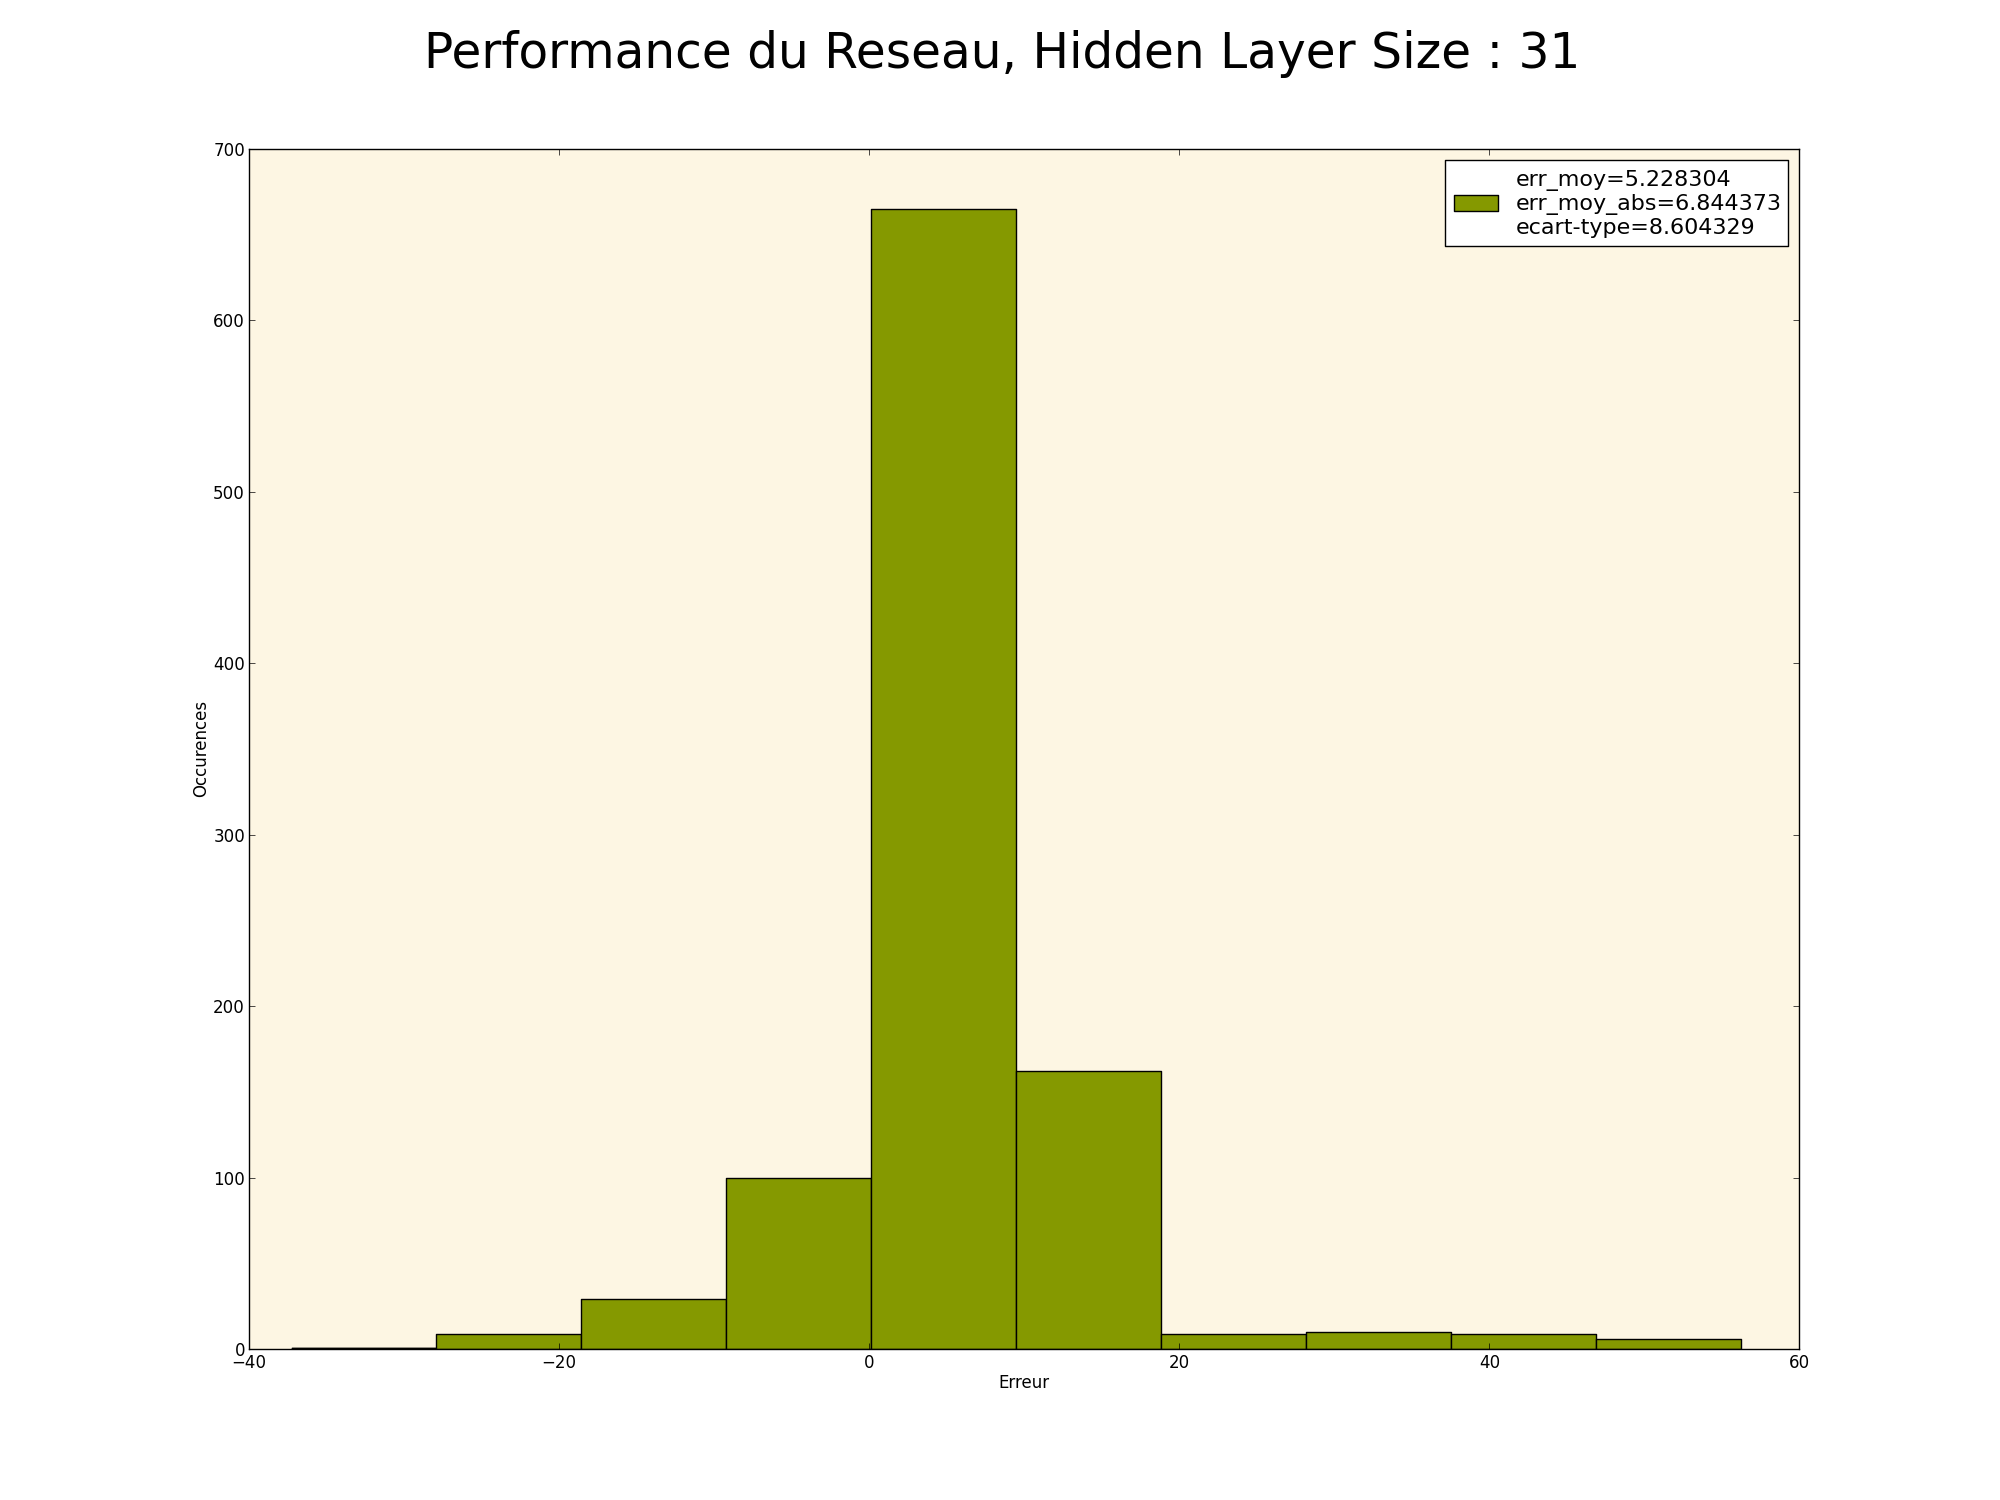 Performance du Reseau, Hidden Layer Size : 31
700
600
500
400
300
200
100
0
Occurences
err_moy=5.228304
err_moy_abs=6.844373
ecart-type=8.604329
−40
−20
0
20
40
60
Erreur